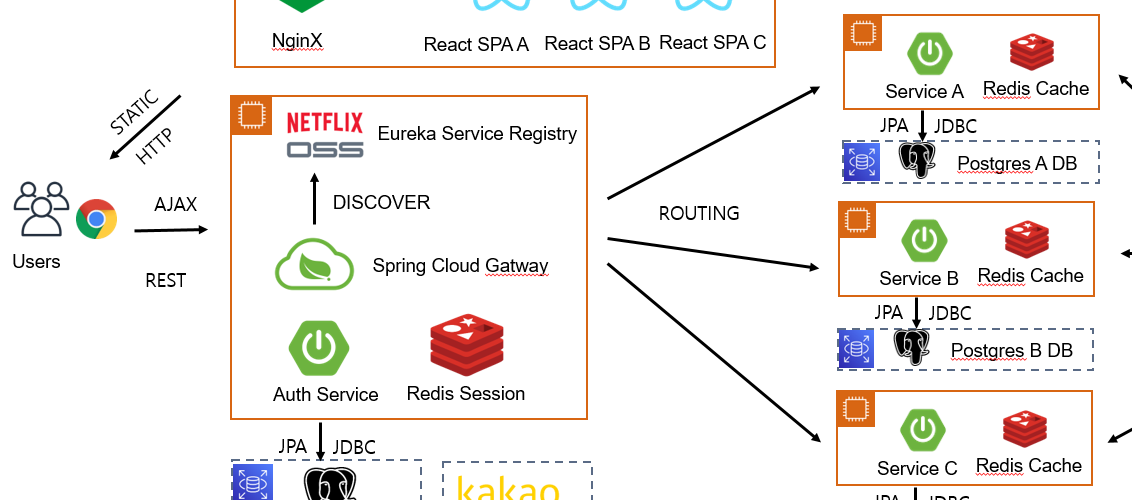 NginX
React SPA A
React SPA B
React SPA C
STATIC
HTTP
Users
AJAX
REST
NETFLIX
OSS
Eureka Service Registry
DISCOVER
Spring Cloud Gatway
Auth Service
Redis Session
JPA
JDBC
kakao
ROUTING
Service A
Redis Cache
JPA
JDBC
Postgres A DB
Service B
Redis Cache
JPA
JDBC
Postgres B DB
Service C
Redis Cache
JPA
JDBC